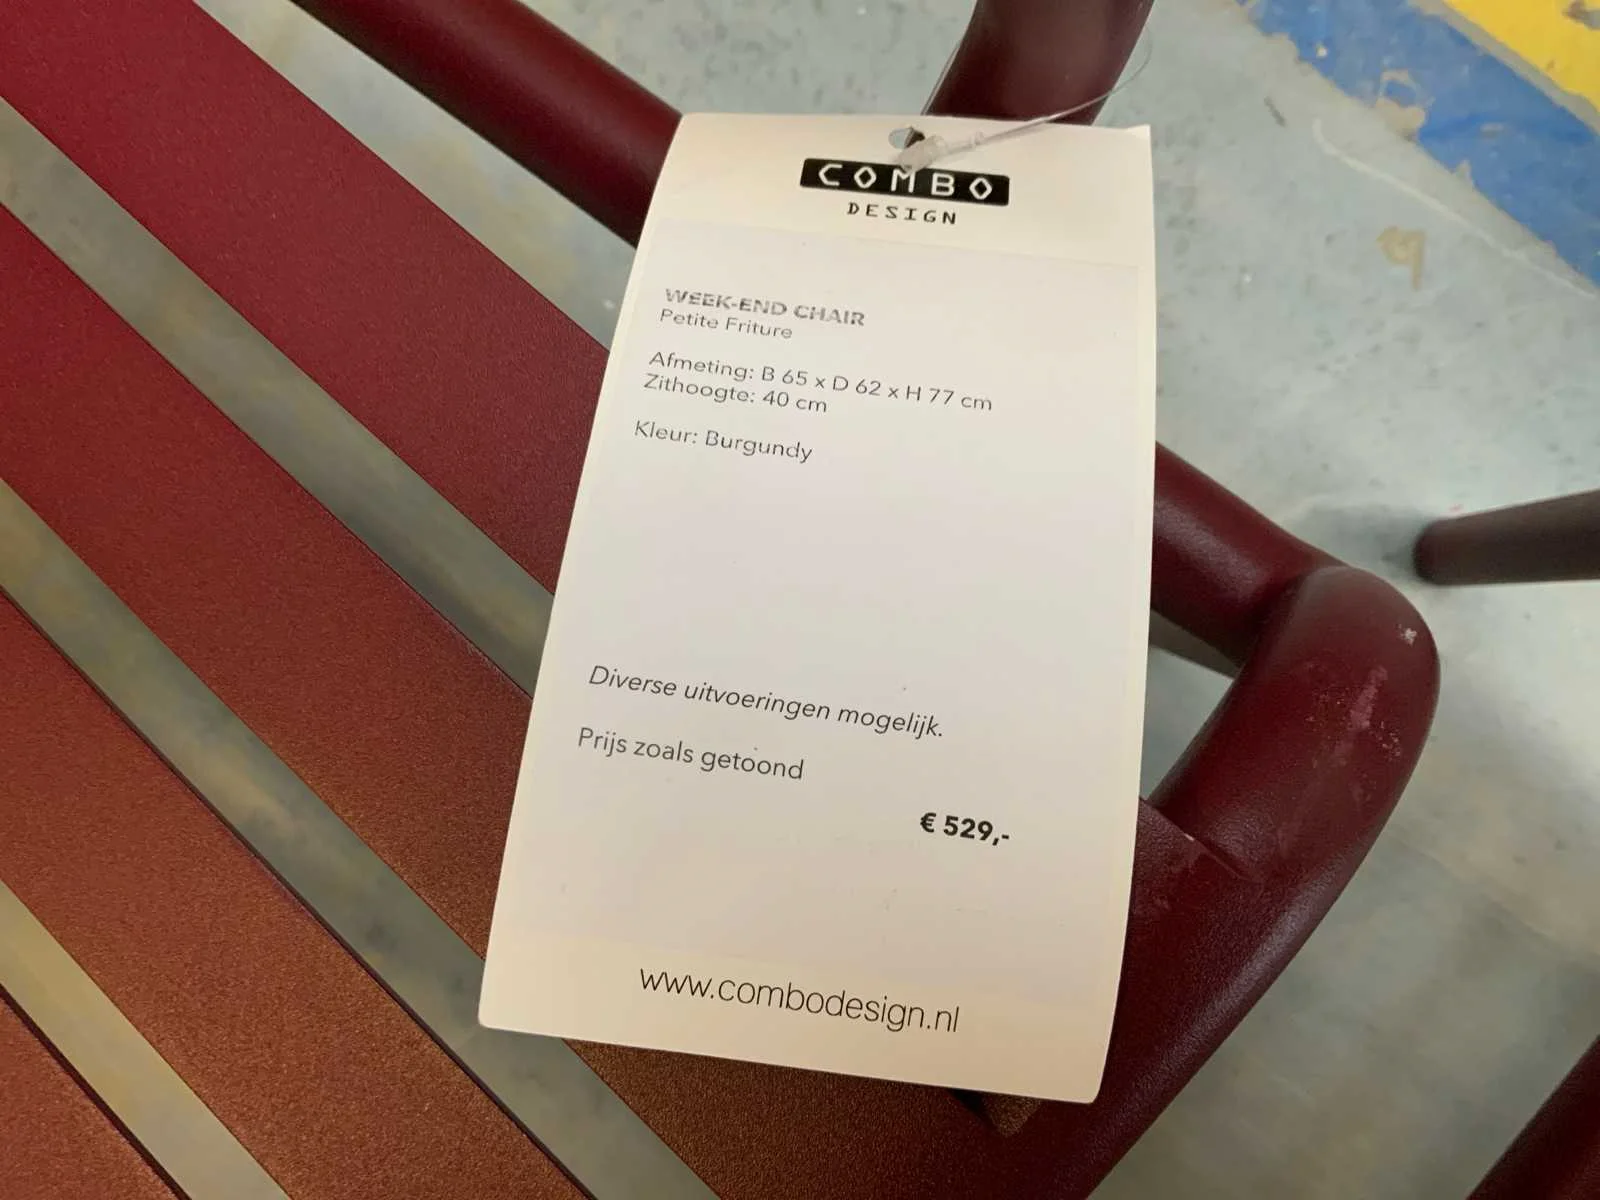 COMBO
DESIGN
WEEK-END CHAIR
Petite Friture
Afmeting: B 65 x D 62 x H 77 cm
Zithoogte: 40 cm
Kleur: Burgundy
Diverse uitvoeringen mogelijk.
Prijs zoals getoond
€ 529,-
www.combodesign.nl